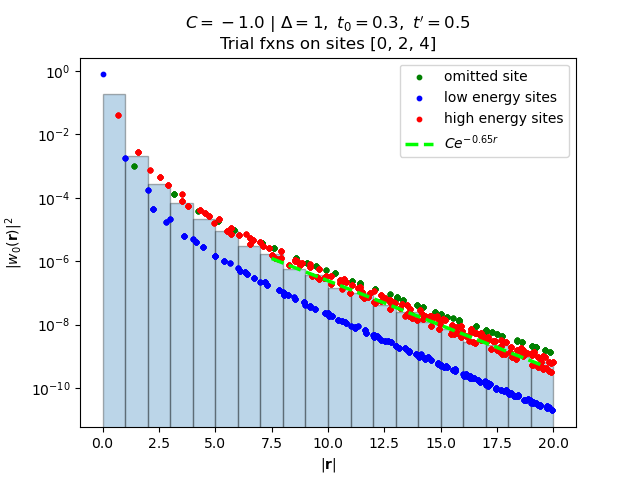 C = −1.0 | Δ = 1, t₀ = 0.3, t′ = 0.5
Trial fxns on sites [0, 2, 4]
omitted site
low energy sites
high energy sites
Ce^{−0.65r}
|w₀(r)|²
10⁰
10⁻²
10⁻⁴
10⁻⁶
10⁻⁸
10⁻¹⁰
0.0 2.5 5.0 7.5 10.0 12.5 15.0 17.5 20.0
|r|